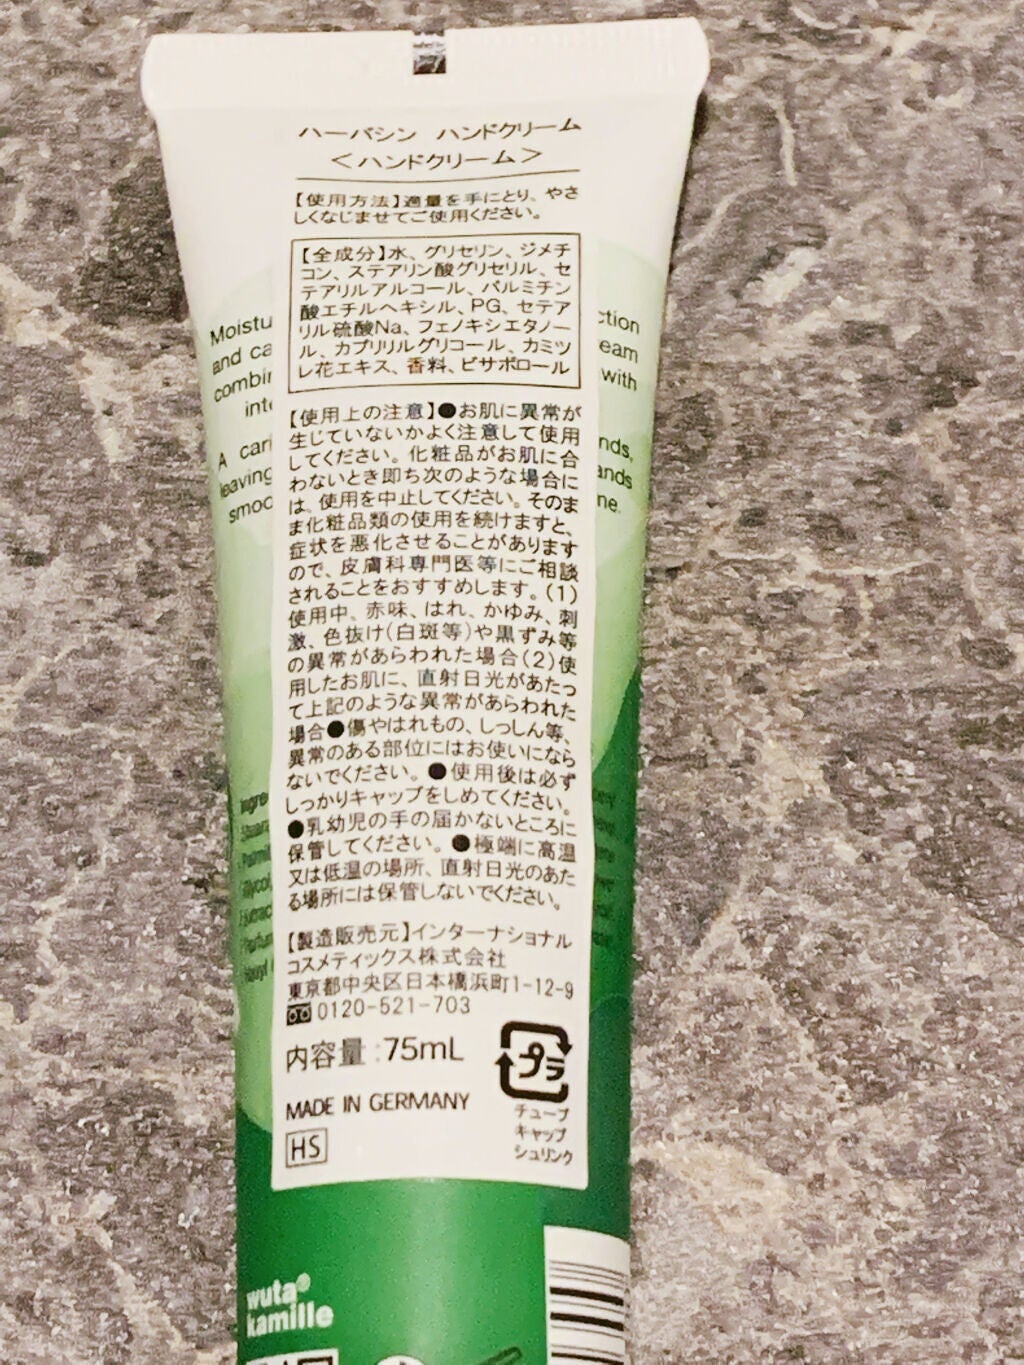 ハーバシン ハンドクリーム
＜ハンドクリーム＞
【使用方法】適量を手にとり、やさ
しくなじませてご使用ください。
【全成分】水、グリセリン、ジメチ
コン、ステアリン酸グリセリル、セ
テアリルアルコール、パルミチン
酸エチルヘキシル、PG、セテア
リル硫酸Na、フェノキシエタノー
ル、カプリリルグリコール、カミツ
レ花エキス、香料、ビサボロール
【使用上の注意】●お肌に異常が
生じていないかよく注意して使用
してください。化粧品がお肌に合
わないとき即ち次のような場合に
は、使用を中止してください。そのま
ま化粧品類の使用を続けますと、
症状を悪化させることがあります
ので、皮膚科専門医等にご相談
されることをおすすめします。(1)
使用中、赤味、はれ、かゆみ、刺
激、色抜け(白斑等)や黒ずみ等
の異常があらわれた場合(2)使
用したお肌に、直射日光があたっ
て上記のような異常があらわれた
場合●傷やはれもの、しっしん等、
異常のある部位にはお使いになら
ないでください。●使用後は必ず
しっかりキャップをしめてください。
●乳幼児の手の届かないところに
保管してください。●極端に高温
又は低温の場所、直射日光のあた
る場所には保管しないでください。
【製造販売元】インターナショナル
コスメティックス株式会社
東京都中央区日本橋浜町1-12-9
0120-521-703
内容量:75mL
MADE IN GERMANY
HS
プラ
チューブ
キャップ
シュリンク
Moistu
and ca
combin
inte
A car
leaving
smoo
ction
ream
with
nds,
ands
ne.
wuta®
kamille